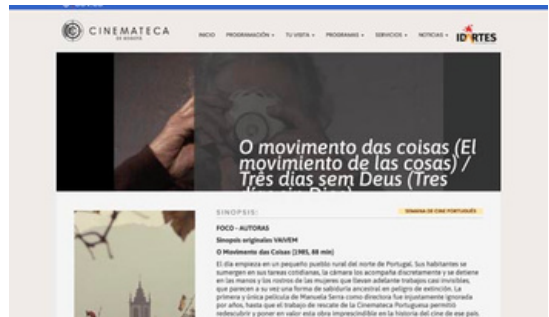 CINEMATECA
DE BOGOTÁ
INICIO PROGRAMACIÓN TU VISITA PROGRAMAS SERVICIOS NOTICIAS IDARTES
O movimento das coisas (El
movimiento de las cosas) /
Três dias sem Deus (Tres
SINOPSIS:
SEMANA DE CINE PORTUGUÉS
FOCO - AUTORAS
Sinopsis originales VAIVEM
O Movimento das Coisas (1985, 88 min)
El día empieza en un pequeño pueblo rural del norte de Portugal. Sus habitantes se
sumergen en sus tareas cotidianas, la cámara los acompaña discretamente y se detiene
en las manos y los rostros de las mujeres que llevan adelante trabajos casi invisibles,
que parecen a su vez una forma de sabiduría ancestral en peligro de extinción. La
primera y única película de Manuela Serra como directora fue injustamente ignorada
por años, hasta que el trabajo de rescate de la Cinemateca Portuguesa permitió
redescubrir y poner en valor esta obra imprescindible en la historia del cine de ese país.